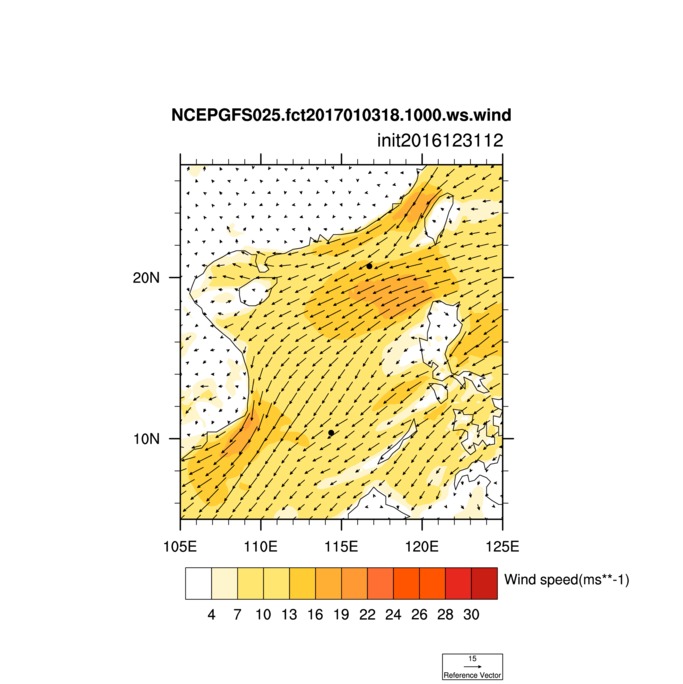 NCEPGFS025.fct2017010318.1000.ws.wind
init2016123112
20N
10N
105E 110E 115E 120E 125E
4 7 10 13 16 19 22 24 26 28 30
Wind speed(ms**-1)
15
Reference Vector